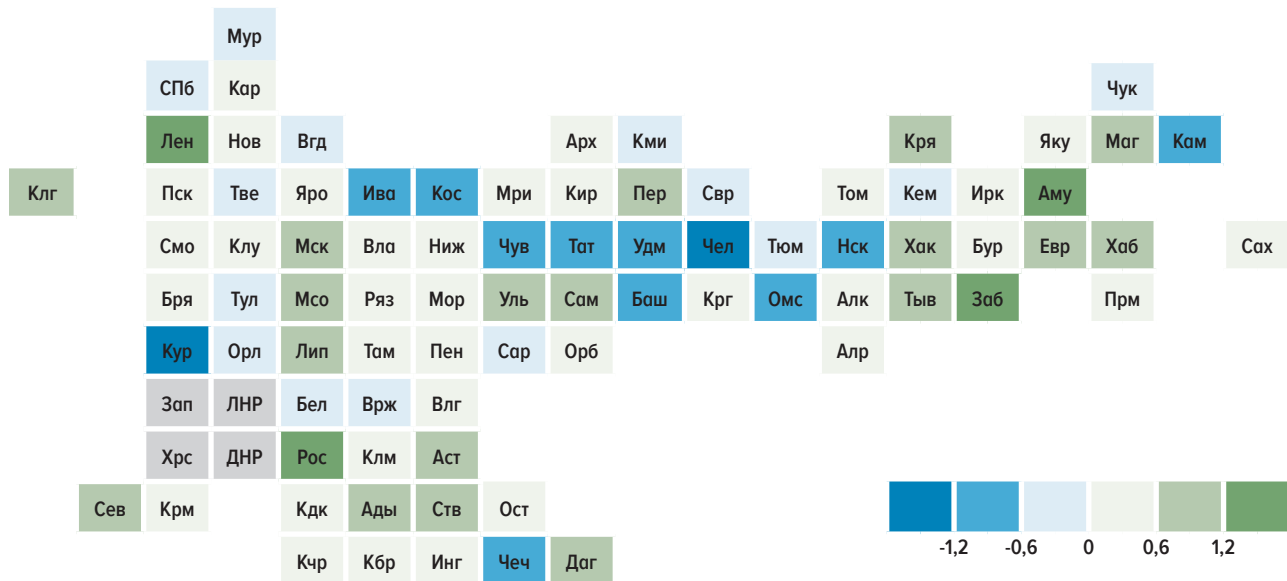 Мур
СПб Кар Чук
Лен Нов Вгд Арх Кми Кря Яку Маг Кам
Клг Пск Тве Яро Ива Кос Мри Кир Пер Свр Том Кем Ирк Аму
Смо Клу Мск Вла Ниж Чув Тат Удм Чел Тюм Нск Хак Бур Евр Хаб Сах
Бря Тул Мсо Ряз Мор Уль Сам Баш Крг Омс Алк Тыв Заб Прм
Кур Орл Лип Там Пен Сар Орб Алр
Зап ЛНР Бел Врж Влг
Хрс ДНР Рос Клм Аст
Сев Крм Кдк Ады Ств Ост
-1,2 -0,6 0 0,6 1,2
Кчр Кбр Инг Чеч Даг